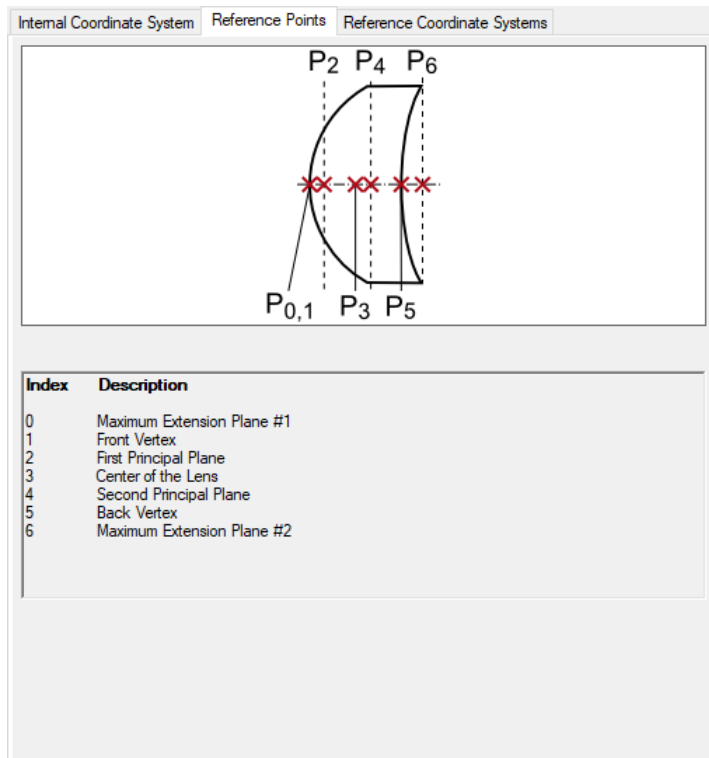 Internal Coordinate System Reference Points Reference Coordinate Systems
P2 P4 P6
P0,1 P3 P5
Index Description
0 Maximum Extension Plane #1
1 Front Vertex
2 First Principal Plane
3 Center of the Lens
4 Second Principal Plane
5 Back Vertex
6 Maximum Extension Plane #2